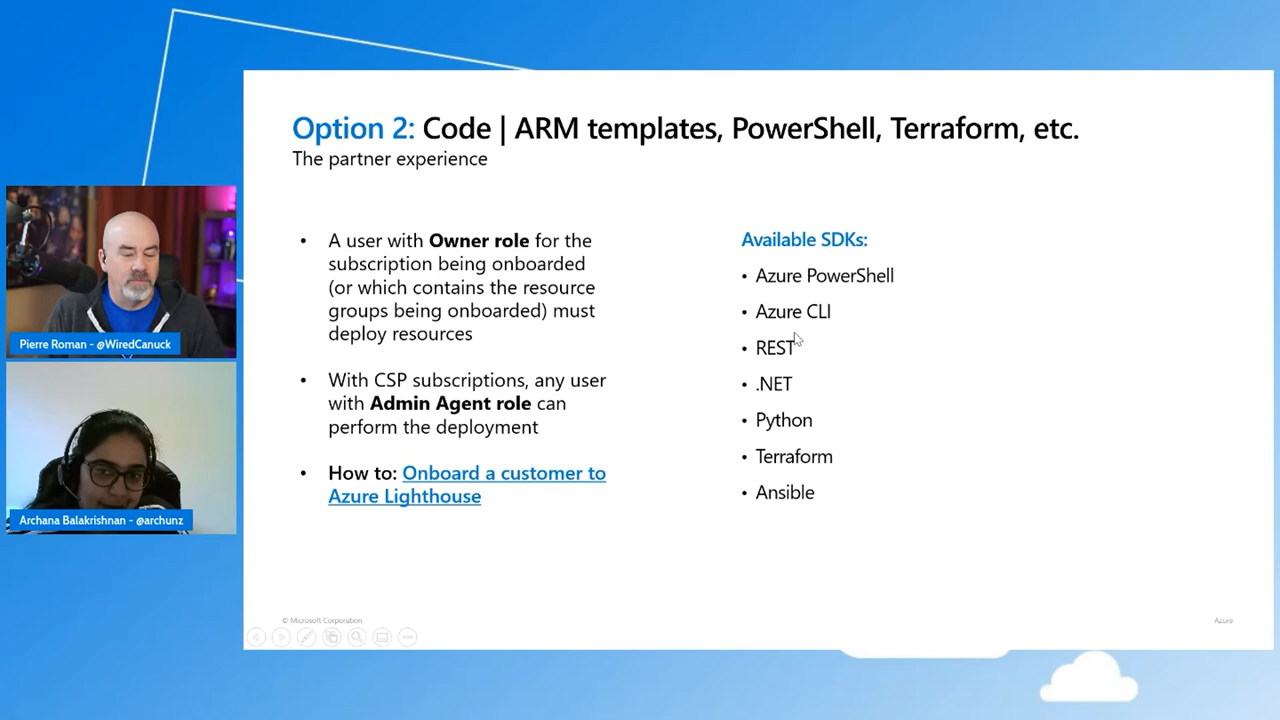 Option 2: Code | ARM templates, PowerShell, Terraform, etc.
The partner experience
• A user with Owner role for the
subscription being onboarded
(or which contains the resource
groups being onboarded) must
deploy resources
• With CSP subscriptions, any user
with Admin Agent role can
perform the deployment
• How to: Onboard a customer to
Azure Lighthouse
Available SDKs:
• Azure PowerShell
• Azure CLI
• REST
• .NET
• Python
• Terraform
• Ansible
Pierre Roman - @WiredCanuck
Archana Balakrishnan - @archunz
© Microsoft Corporation
Azure